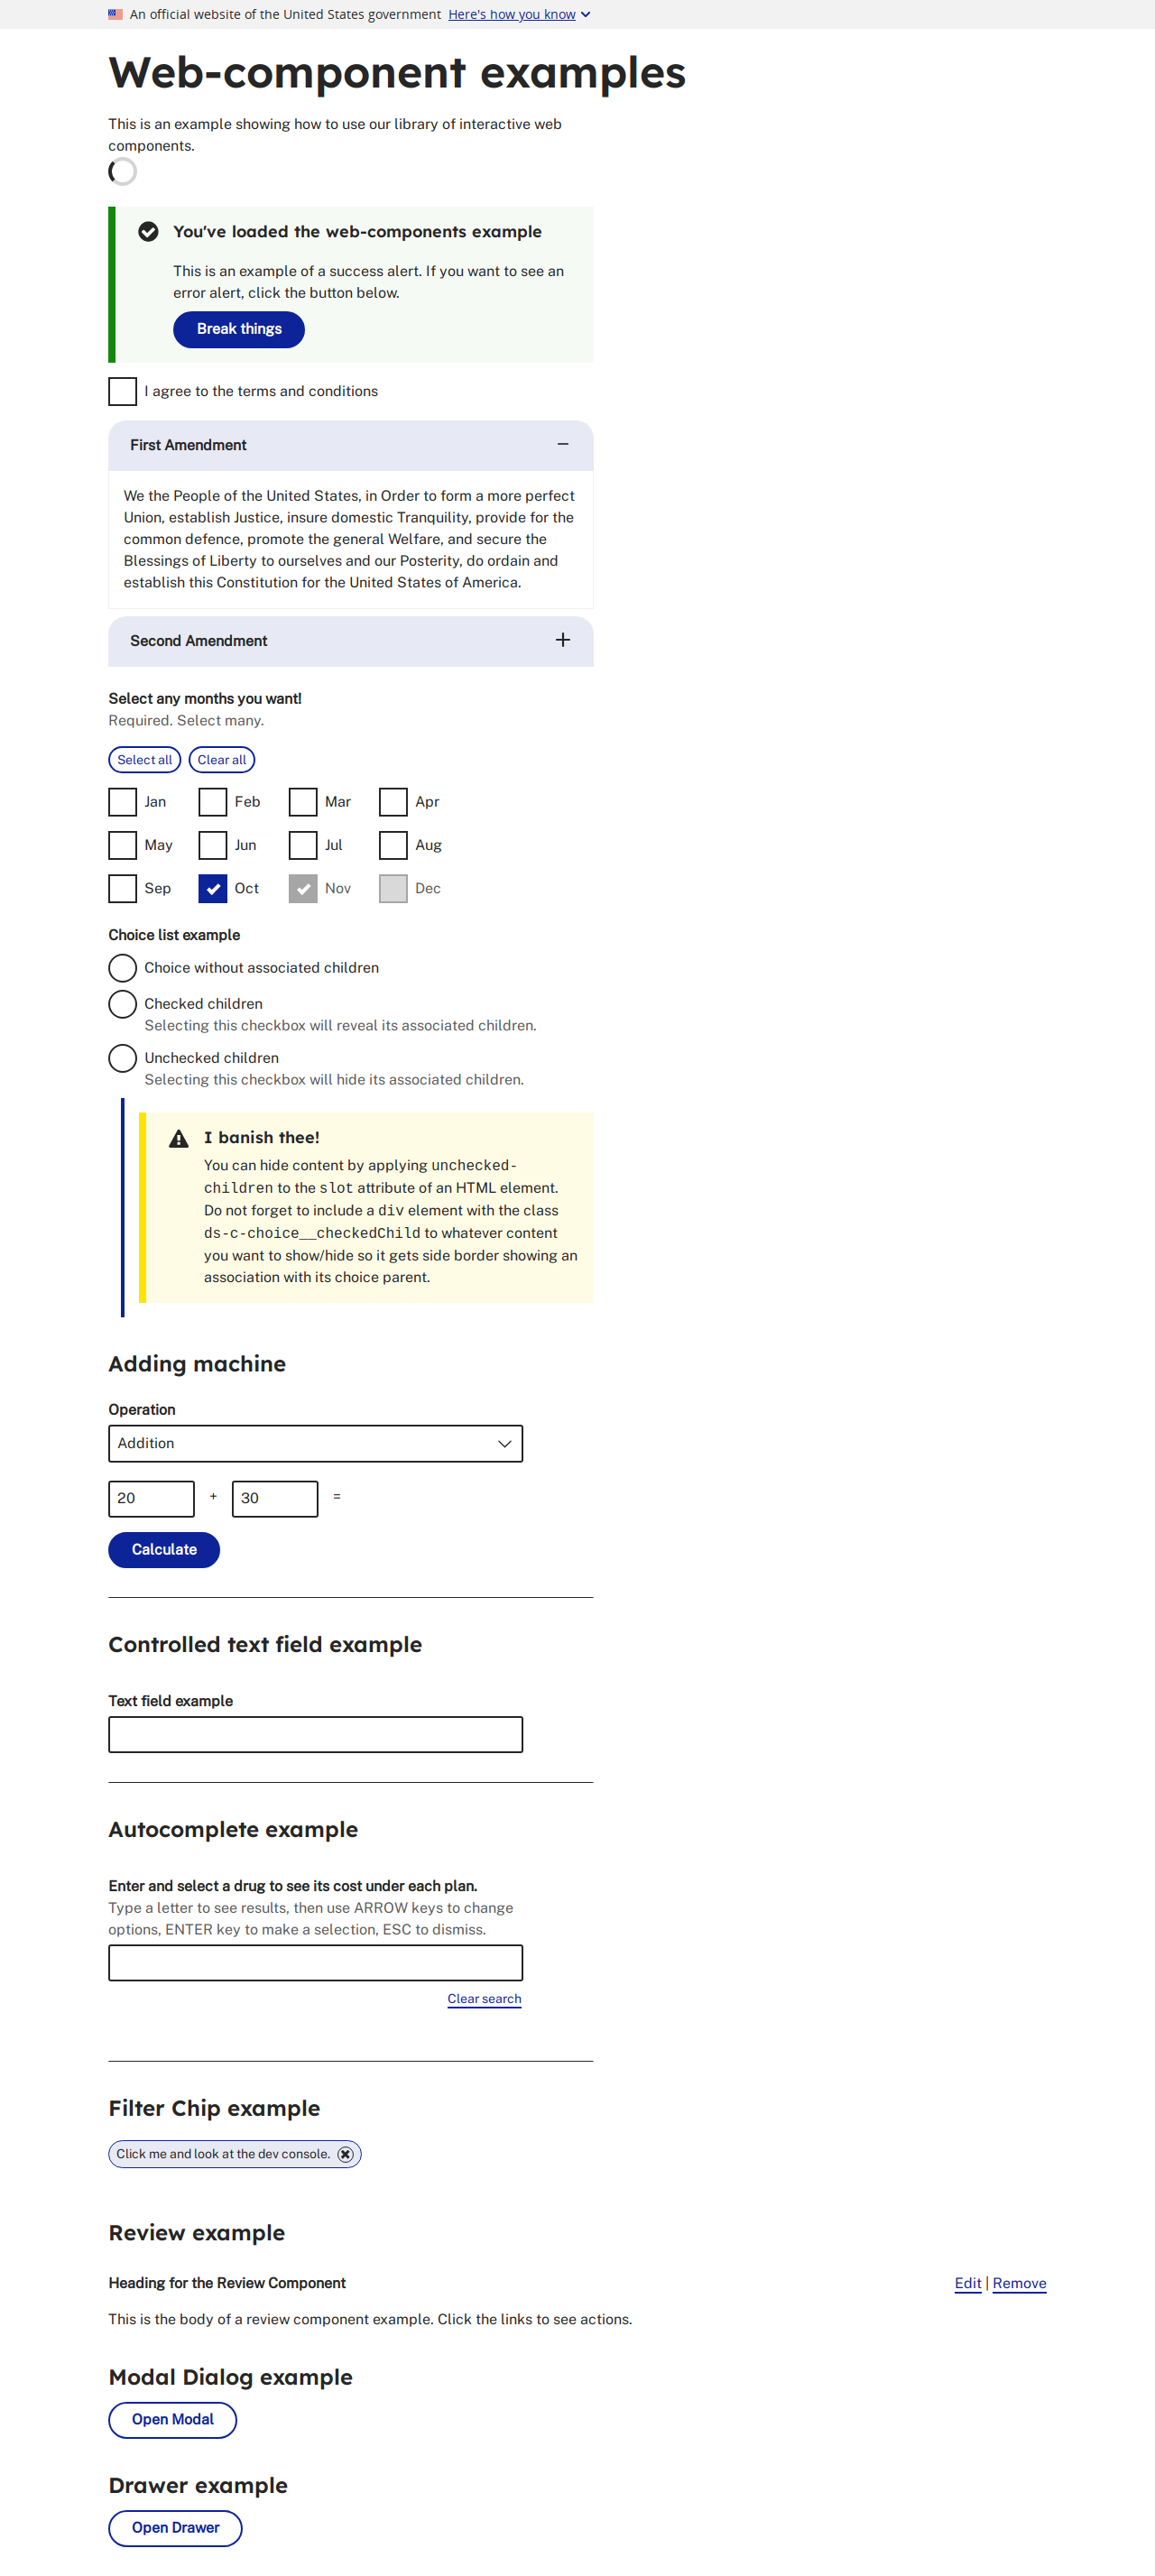 An official website of the United States government Here's how you know
Web-component examples
This is an example showing how to use our library of interactive web
components.
You've loaded the web-components example
This is an example of a success alert. If you want to see an
error alert, click the button below.
Break things
I agree to the terms and conditions
First Amendment
We the People of the United States, in Order to form a more perfect
Union, establish Justice, insure domestic Tranquility, provide for the
common defence, promote the general Welfare, and secure the
Blessings of Liberty to ourselves and our Posterity, do ordain and
establish this Constitution for the United States of America.
Second Amendment
Select any months you want!
Required. Select many.
Select all Clear all
Jan Feb Mar Apr
May Jun Jul Aug
Sep Oct Nov Dec
Choice list example
Choice without associated children
Checked children
Selecting this checkbox will reveal its associated children.
Unchecked children
Selecting this checkbox will hide its associated children.
I banish thee!
You can hide content by applying unchecked-
children to the slot attribute of an HTML element.
Do not forget to include a div element with the class
ds-c-choice__checkedChild to whatever content
you want to show/hide so it gets side border showing an
association with its choice parent.
Adding machine
Operation
Addition
20 + 30 =
Calculate
Controlled text field example
Text field example
Autocomplete example
Enter and select a drug to see its cost under each plan.
Type a letter to see results, then use ARROW keys to change
options, ENTER key to make a selection, ESC to dismiss.
Clear search
Filter Chip example
Click me and look at the dev console.
Review example
Heading for the Review Component Edit | Remove
This is the body of a review component example. Click the links to see actions.
Modal Dialog example
Open Modal
Drawer example
Open Drawer